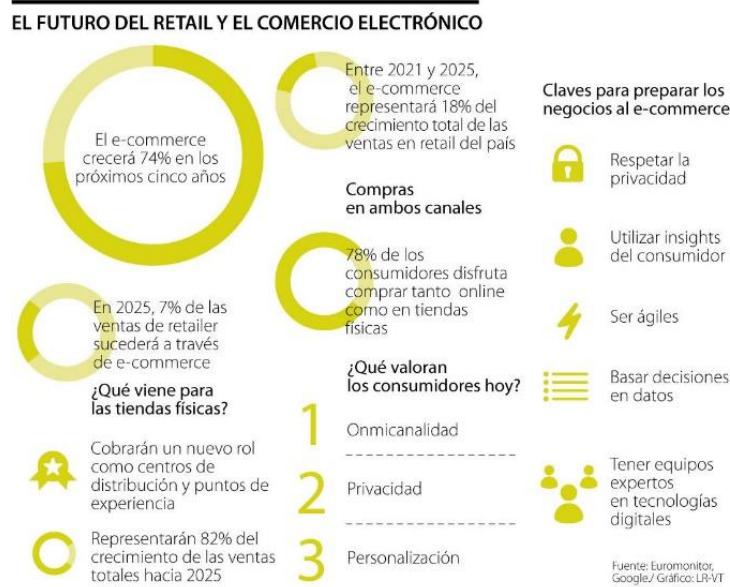 EL FUTURO DEL RETAIL Y EL COMERCIO ELECTRÓNICO
El e-commerce
crecerá 74% en los
próximos cinco años
En 2025, 7% de las
ventas de retailer
sucederá a través
de e-commerce
¿Qué viene para
las tiendas físicas?
Cobrarán un nuevo rol
como centros de
distribución y puntos de
experiencia
Representarán 82% del
crecimiento de las ventas
totales hacia 2025
Entre 2021 y 2025,
el e-commerce
representará 18% del
crecimiento total de las
ventas en retail del país
Compras
en ambos canales
78% de los
consumidores disfruta
comprar tanto online
como en tiendas
físicas
¿Qué valoran
los consumidores hoy?
1 Onmicanalidad
2 Privacidad
3 Personalización
Claves para preparar los
negocios al e-commerce
Respetar la
privacidad
Utilizar insights
del consumidor
Ser ágiles
Basar decisiones
en datos
Tener equipos
expertos
en tecnologías
digitales
Fuente: Euromonitor,
Google/ Gráfico: LR-VT